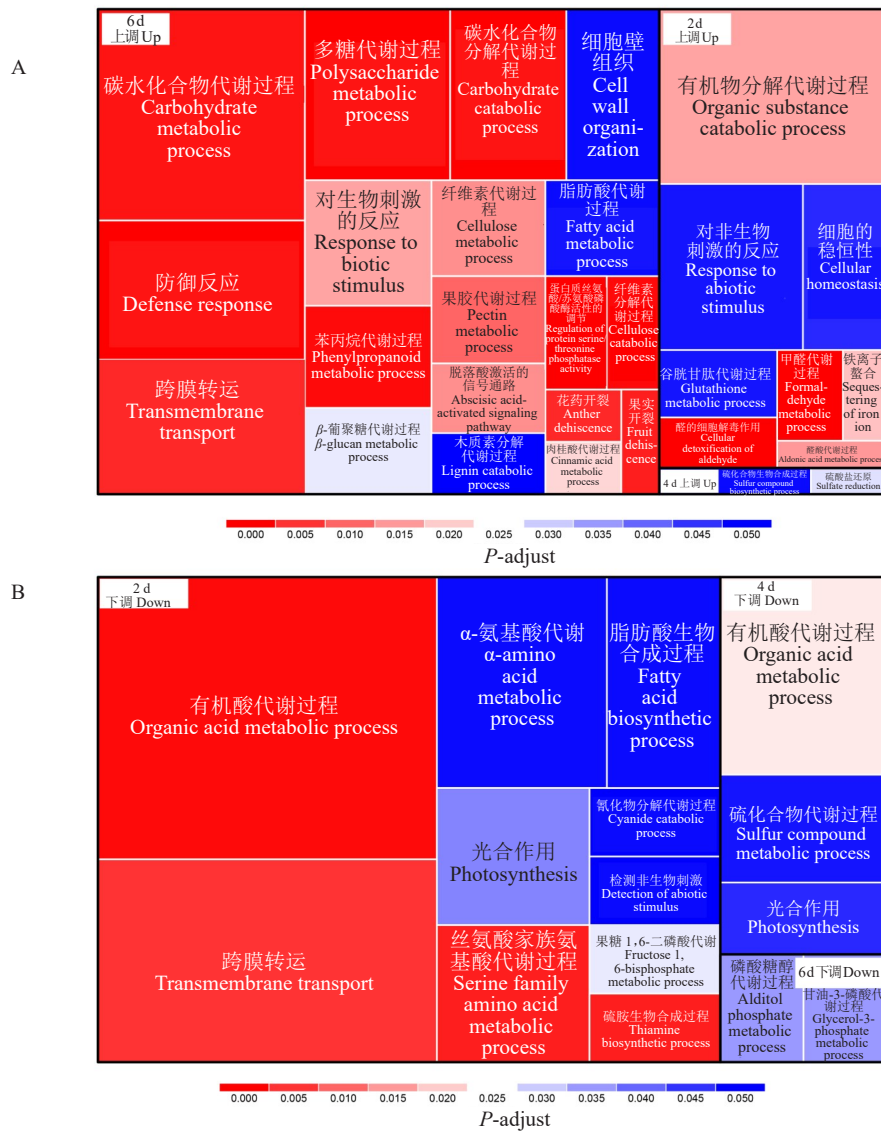 A
6 d
上调 Up
碳水化合物代谢过程
Carbohydrate
metabolic
process
多糖代谢过程
Polysaccharide
metabolic
process
碳水化合物
分解代谢过
程
Carbohydrate
catabolic
process
细胞壁
组织
Cell
wall
organi-
zation
防御反应
Defense response
跨膜转运
Transmembrane
transport
对生物刺激
的反应
Response to
biotic
stimulus
纤维素代谢过
程
Cellulose
metabolic
process
脂肪酸代谢
过程
Fatty acid
metabolic
process
苯丙烷代谢过程
Phenylpropanoid
metabolic process
果胶代谢过程
Pectin
metabolic
process
蛋白质丝氨
酸/苏氨酸磷
酸酶活性的
调节
Regulation of
protein serine/
threonine
phosphatase
activity
纤维素
分解代
谢过程
Cellulose
catabolic
process
β-葡聚糖代谢过程
β-glucan metabolic
process
脱落酸激活的
信号通路
Abscisic acid-
activated signaling
pathway
花药开裂
Anther
dehiscence
果实
开裂
Fruit
dehis-
cence
木质素分解
代谢过程
Lignin catabolic
process
肉桂酸代谢过程
Cinnamic acid
metabolic
process
2 d
上调 Up
有机物分解代谢过程
Organic substance
catabolic process
对非生物
刺激的反应
Response to
abiotic
stimulus
细胞的
稳恒性
Cellular
homeostasis
谷胱甘肽代谢过程
Glutathione
metabolic process
甲醛代谢
过程
Formal-
dehyde
metabolic
process
铁离子
螯合
Seques-
tering
of iron
ion
醛的细胞解毒作用
Cellular
detoxification of
aldehyde
醛酸代谢过程
Aldonic acid metabolic process
4 d 上调 Up
硫化合物生物合成过程
Sulfur compound
biosynthetic process
硫酸盐还原
Sulfate reduction
0.000 0.005 0.010 0.015 0.020 0.025 0.030 0.035 0.040 0.045 0.050
P-adjust
B
2 d
下调 Down
有机酸代谢过程
Organic acid metabolic process
跨膜转运
Transmembrane transport
α-氨基酸代谢
α-amino
acid
metabolic
process
脂肪酸生物
合成过程
Fatty
acid
biosynthetic
process
光合作用
Photosynthesis
氰化物分解代谢过程
Cyanide catabolic
process
检测非生物刺激
Detection of abiotic
stimulus
丝氨酸家族氨
基酸代谢过程
Serine family
amino acid
metabolic
process
果糖 1,6-二磷酸代谢
Fructose 1,
6-bisphosphate
metabolic process
硫胺生物合成过程
Thiamine
biosynthetic process
4 d
下调 Down
有机酸代谢过程
Organic acid
metabolic
process
硫化合物代谢过程
Sulfur compound
metabolic process
光合作用
Photosynthesis
6d 下调 Down
磷酸糖醇
代谢过程
Alditol
phosphate
metabolic
process
甘油-3-磷酸代
谢过程
Glycerol-3-
phosphate
metabolic
process
0.000 0.005 0.010 0.015 0.020 0.025 0.030 0.035 0.040 0.045 0.050
P-adjust